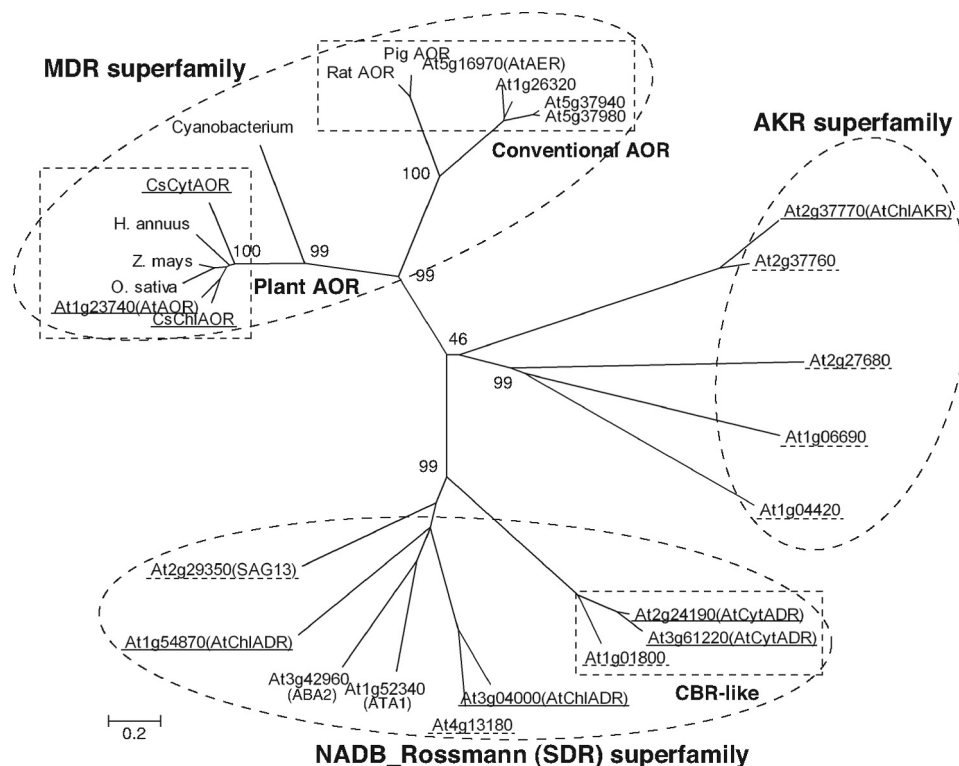 MDR superfamily
Pig AOR
At5g16970(AtAER)
Rat AOR
At1g26320
At5g37940
At5g37980
Cyanobacterium
Conventional AOR
AKR superfamily
CsCytAOR
100
At2g37770(AtChlAKR)
H. annuus
100
99
Z. mays
At2g37760
Plant AOR
99
O. sativa
At1g23740(AtAOR)
CsChlAOR
46
At2g27680
99
At1g06690
99
At1g04420
At2g29350(SAG13)
At2g24190(AtCytADR)
At1g54870(AtChlADR)
At3g61220(AtCytADR)
At1g01800
At3g42960
(ABA2)
At1g52340
(ATA1)
At3g04000(AtChlADR)
CBR-like
At4g13180
0.2
NADB_Rossmann (SDR) superfamily